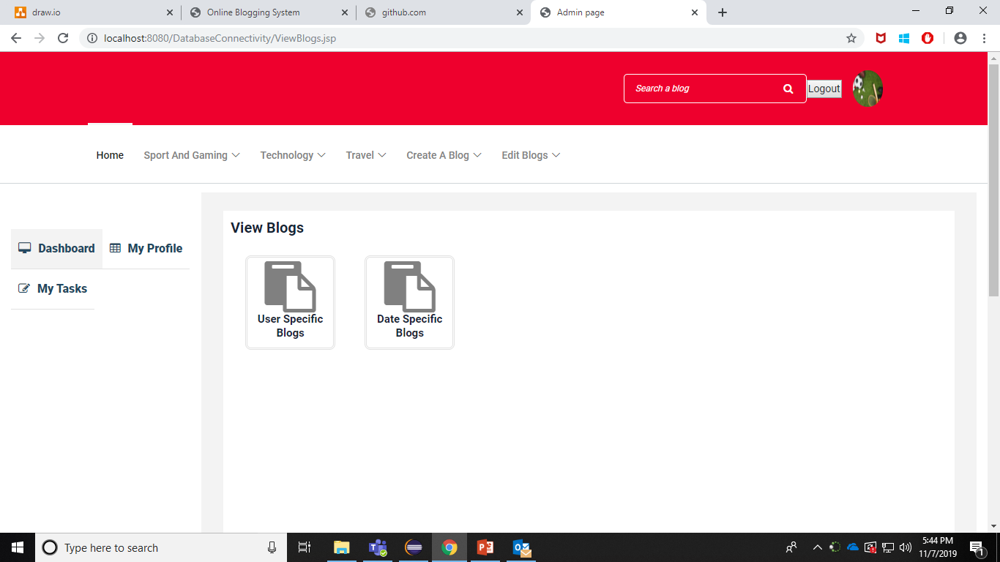 draw.io
Online Blogging System
github.com
Admin page
localhost:8080/DatabaseConnectivity/ViewBlogs.jsp
Search a blog
Logout
Home
Sport And Gaming
Technology
Travel
Create A Blog
Edit Blogs
Dashboard
My Profile
My Tasks
View Blogs
User Specific
Blogs
Date Specific
Blogs
Type here to search
5:44 PM
11/7/2019
1